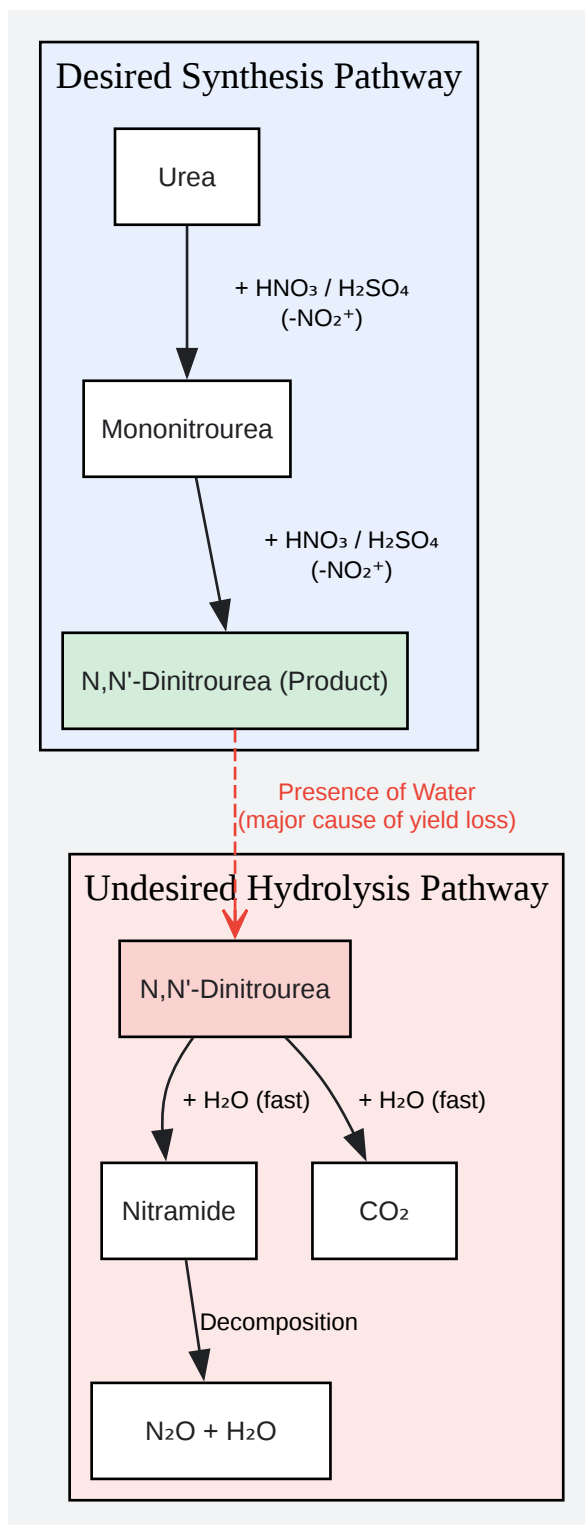 Desired Synthesis Pathway
Urea
+ HNO₃ / H₂SO₄
(-NO₂⁺)
Mononitrourea
+ HNO₃ / H₂SO₄
(-NO₂⁺)
N,N'-Dinitrourea (Product)
Presence of Water
(major cause of yield loss)
Undesired Hydrolysis Pathway
N,N'-Dinitrourea
+ H₂O (fast)
+ H₂O (fast)
Nitramide
CO₂
Decomposition
N₂O + H₂O